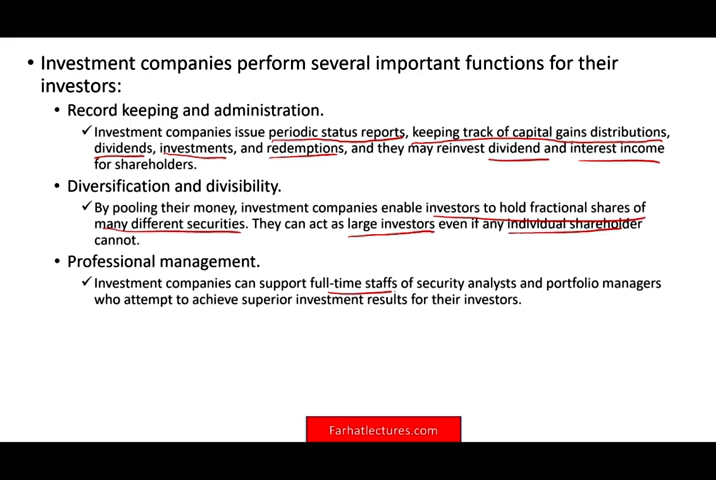 • Investment companies perform several important functions for their
investors:
• Record keeping and administration.
✓Investment companies issue periodic status reports, keeping track of capital gains distributions,
dividends, investments, and redemptions, and they may reinvest dividend and interest income
for shareholders.
• Diversification and divisibility.
✓By pooling their money, investment companies enable investors to hold fractional shares of
many different securities. They can act as large investors even if any individual shareholder
cannot.
• Professional management.
✓Investment companies can support full-time staffs of security analysts and portfolio managers
who attempt to achieve superior investment results for their investors.
Farhatlectures.com